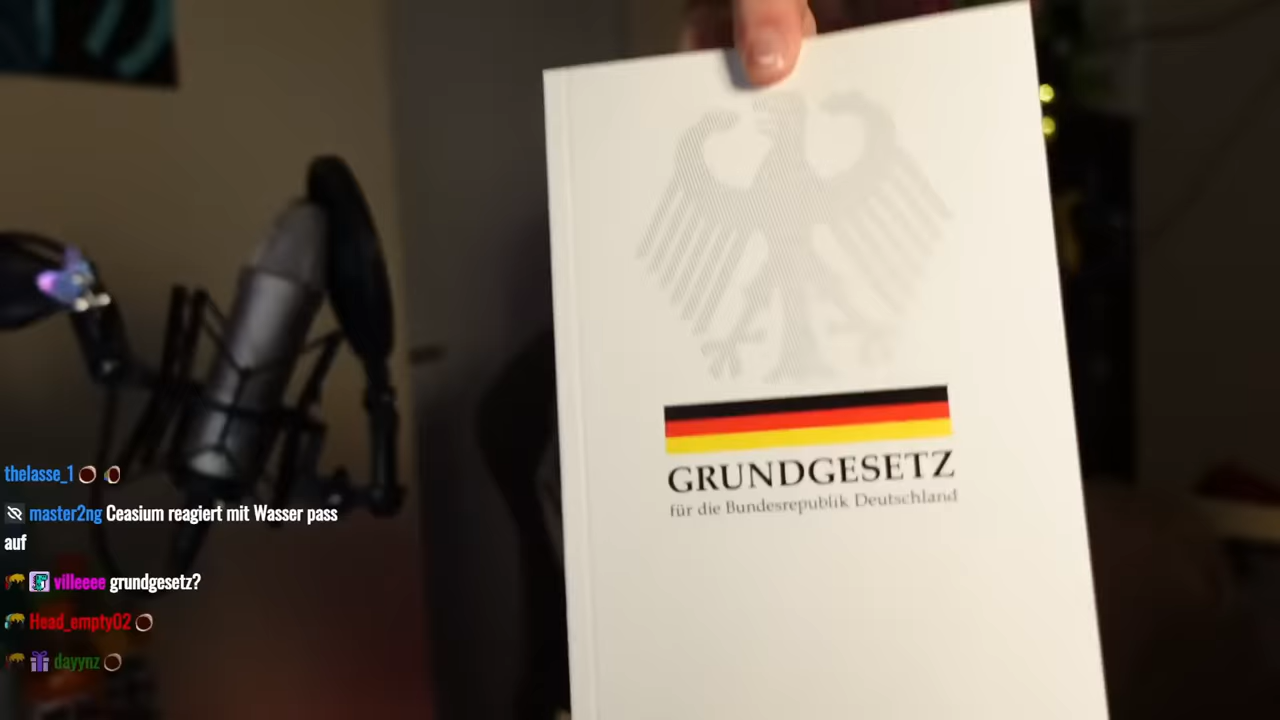 GRUNDGESETZ
für die Bundesrepublik Deutschland
thelasse_1
master2ng Ceasium reagiert mit Wasser pass
auf
villeeee grundgesetz?
Head_empty02
dayynz